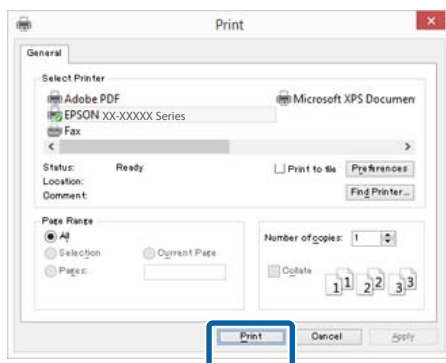 Print
General
Select Printer
Adobe PDF
Microsoft XPS Documen
EPSON XX-XXXXX Series
Fax
Status: Ready
Print to file
Preferences
Location:
Comment:
Find Printer...
Page Range
All
Selection
Current Page
Pages:
Number of copies: 1
Collate
1 1 2 2 3 3
Print
Cancel
Apply